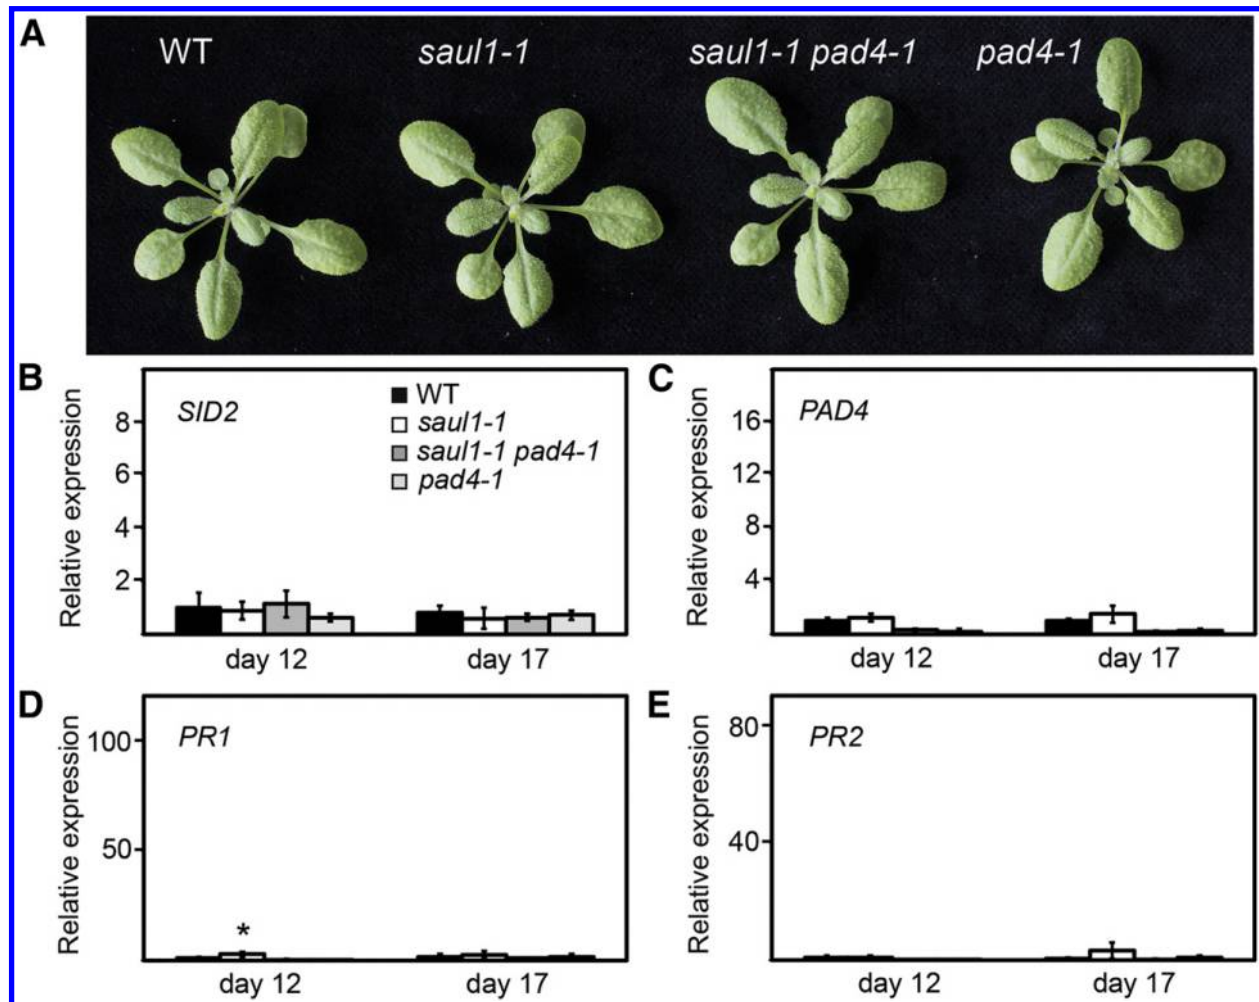 A
WT saul1-1 saul1-1 pad4-1 pad4-1
B
Relative expression
8
6
4
2
SID2
WT
saul1-1
saul1-1 pad4-1
pad4-1
day 12 day 17
C
Relative expression
16
12
8
4
PAD4
day 12 day 17
D
Relative expression
100
50
PR1
*
day 12 day 17
E
Relative expression
80
40
PR2
day 12 day 17